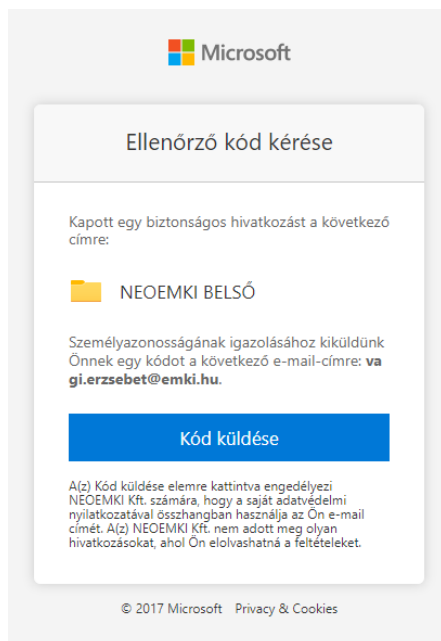 Microsoft
Ellenőrző kód kérése
Kapott egy biztonságos hivatkozást a következő
címre:
NEOEMKI BELSŐ
Személyazonosságának igazolásához kiküldünk
Önnek egy kódot a következő e-mail-címre: va
gi.erzsebet@emki.hu.
Kód küldése
A(z) Kód küldése elemre kattintva engedélyezi
NEOEMKI Kft. számára, hogy a saját adatvédelmi
nyilatkozatával összhangban használja az Ön e-mail
címét. A(z) NEOEMKI Kft. nem adott meg olyan
hivatkozásokat, ahol Ön elolvashatná a feltételeket.
© 2017 Microsoft Privacy & Cookies